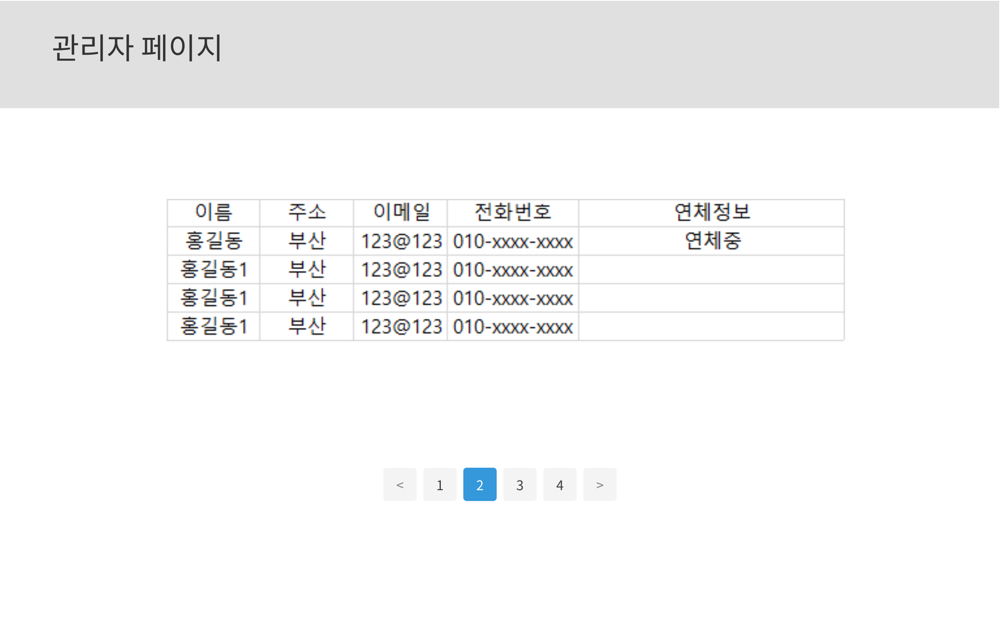 관리자 페이지
이름 주소 이메일 전화번호 연체정보
홍길동 부산 123@123 010-xxxx-xxxx 연체중
홍길동1 부산 123@123 010-xxxx-xxxx
홍길동1 부산 123@123 010-xxxx-xxxx
홍길동1 부산 123@123 010-xxxx-xxxx
< 1 2 3 4 >